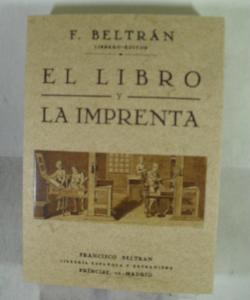 F. BELTRÁN
LIBRERO-EDITOR
EL LIBRO
Y
LA IMPRENTA
FRANCISCO BELTRÁN
LIBRERÍA ESPAÑOLA Y EXTRANJERA
PRÍNCIPE, 16.-MADRID